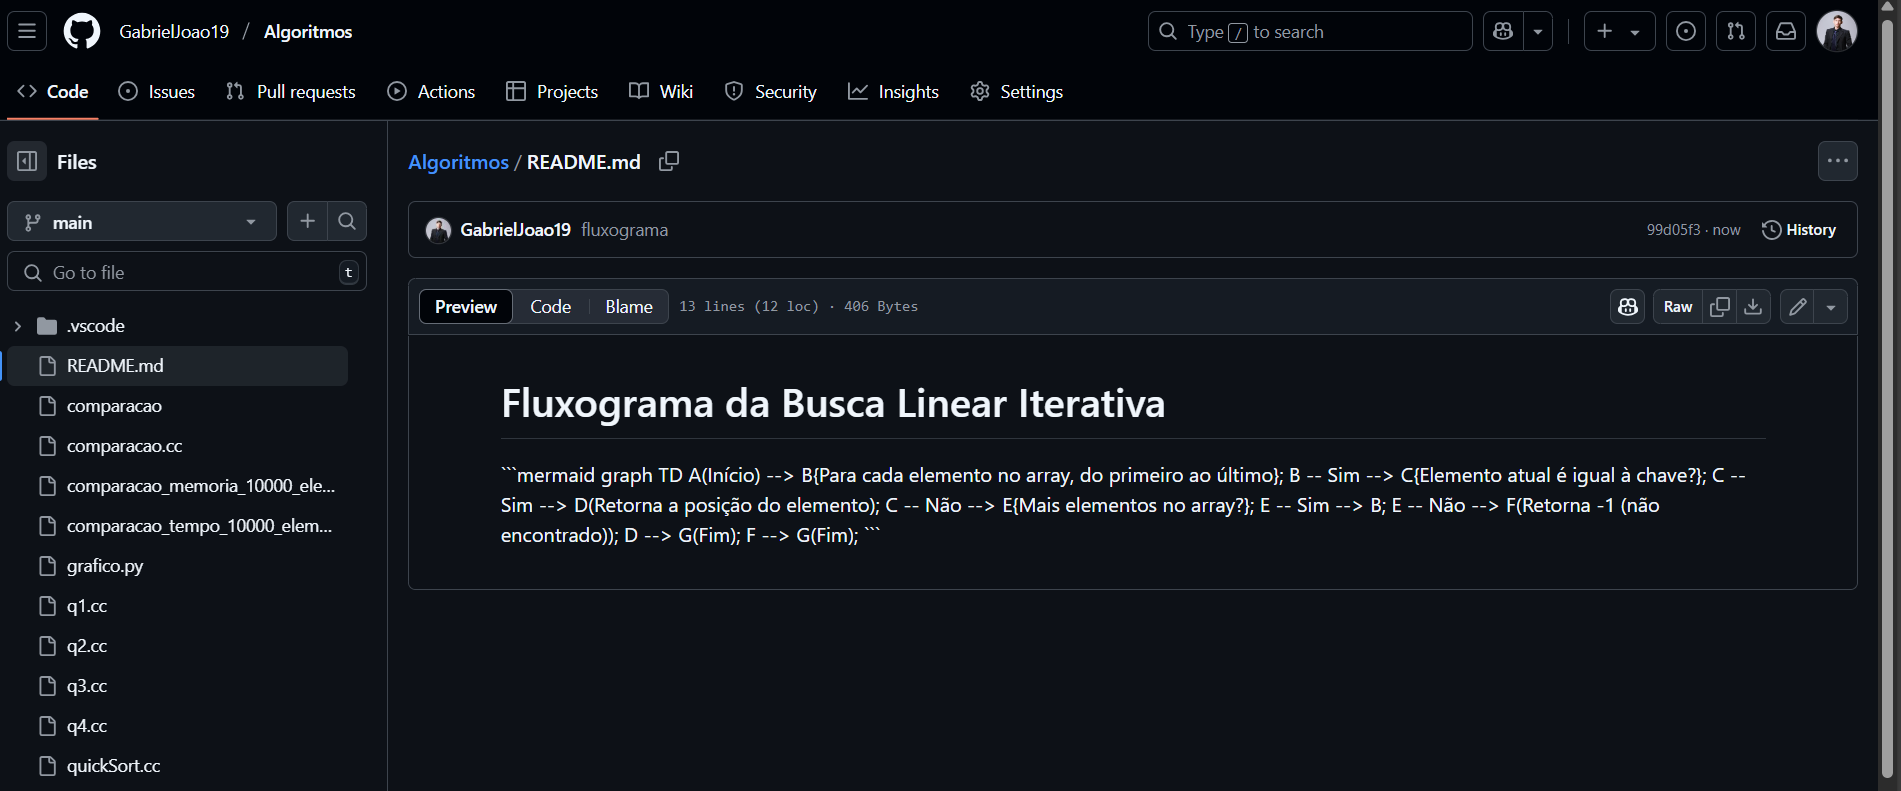 GabrielJoao19 / Algoritmos
Type / to search
Code
Issues
Pull requests
Actions
Projects
Wiki
Security
Insights
Settings
Files
main
Go to file
t
.vscode
README.md
comparacao
comparacao.cc
comparacao_memoria_10000_ele...
comparacao_tempo_10000_elem...
grafico.py
q1.cc
q2.cc
q3.cc
q4.cc
quickSort.cc
Algoritmos / README.md
GabrielJoao19 fluxograma
99d05f3 · now
History
Preview
Code
Blame
13 lines (12 loc) · 406 Bytes
Raw
Fluxograma da Busca Linear Iterativa
```mermaid graph TD A(Início) --> B{Para cada elemento no array, do primeiro ao último}; B -- Sim --> C{Elemento atual é igual à chave?}; C --
Sim --> D(Retorna a posição do elemento); C -- Não --> E{Mais elementos no array?}; E -- Sim --> B; E -- Não --> F(Retorna -1 (não
encontrado)); D --> G(Fim); F --> G(Fim); ```